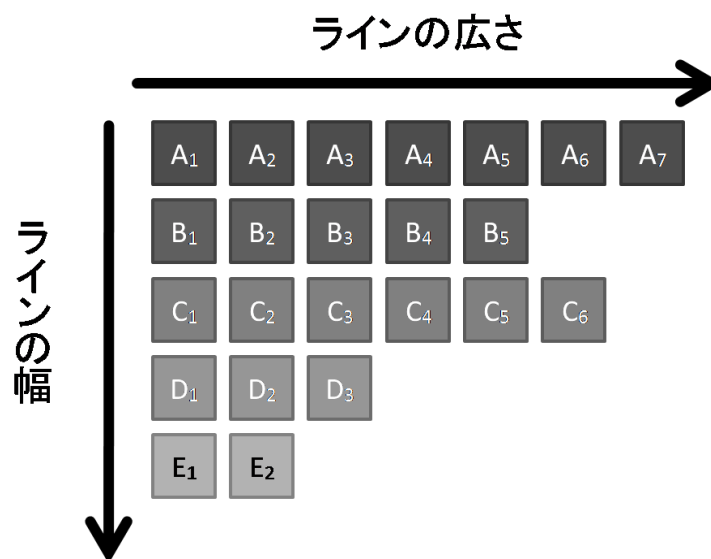 ラインの広さ
A₁ A₂ A₃ A₄ A₅ A₆ A₇
B₁ B₂ B₃ B₄ B₅
C₁ C₂ C₃ C₄ C₅ C₆
D₁ D₂ D₃
E₁ E₂
ラインの幅